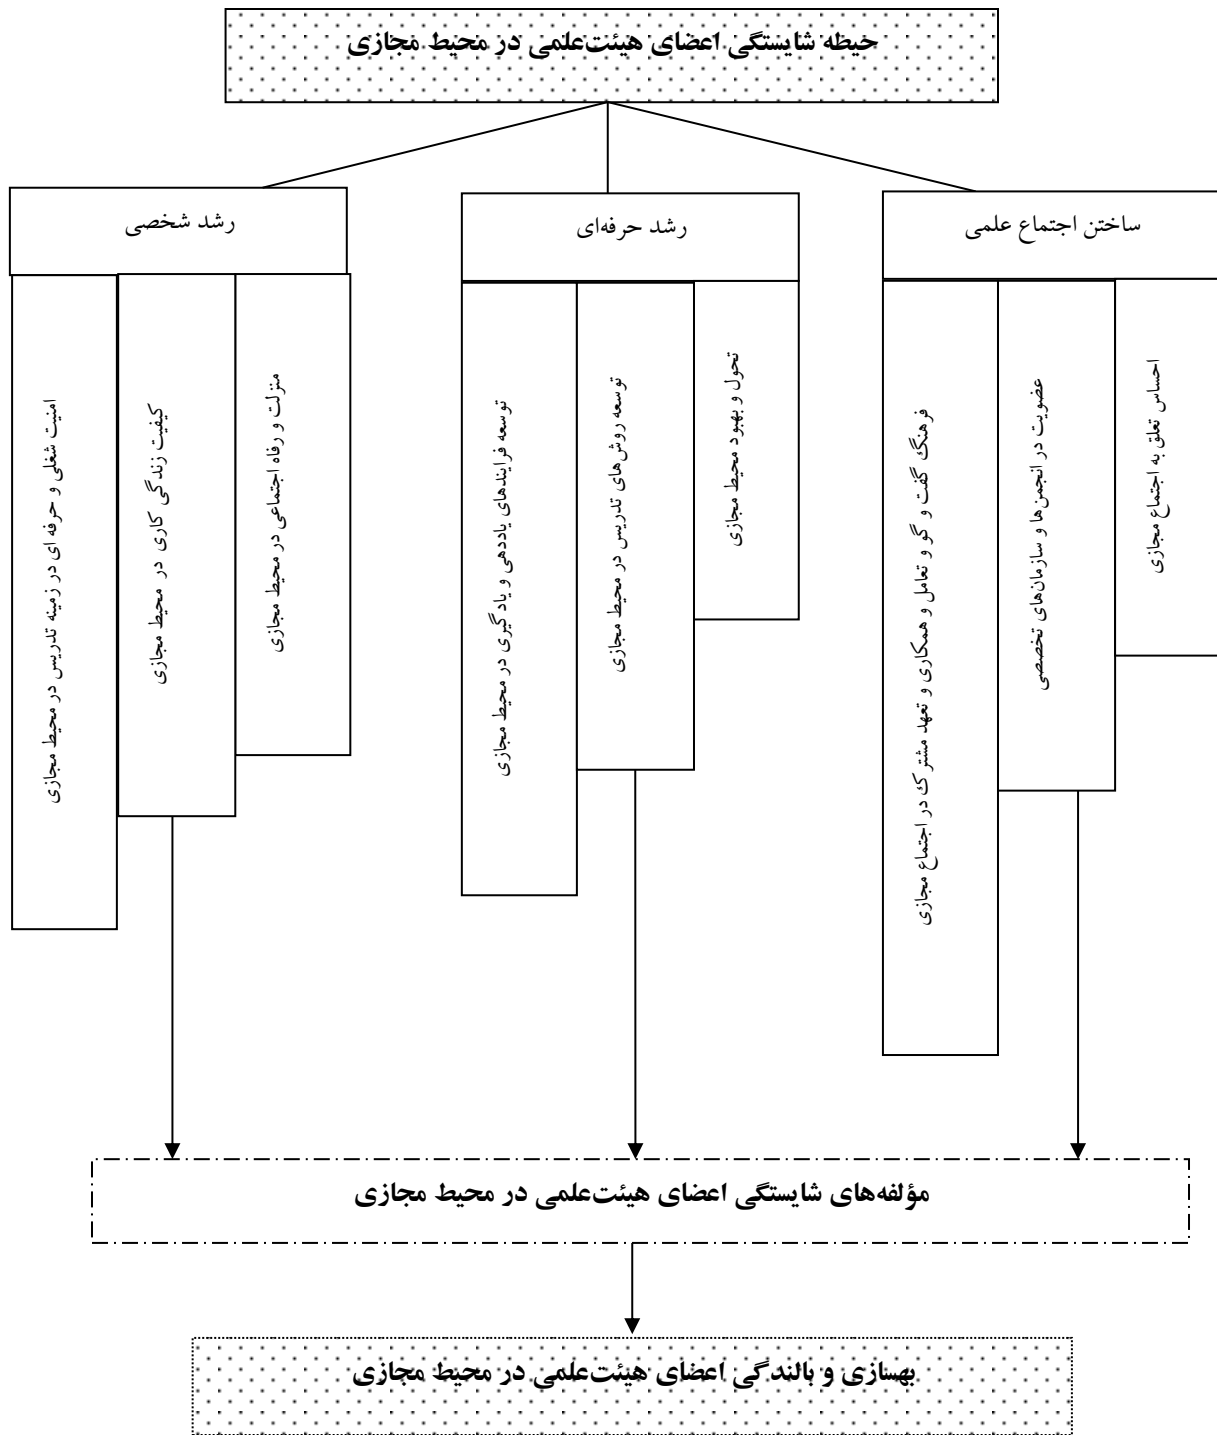 حیطه شایستگی اعضای هیئت‌علمی در محیط مجازی
ساختن اجتماع علمی
رشد حرفه‌ای
رشد شخصی
احساس تعلق به اجتماع مجازی
عضویت در انجمن‌ها و سازمان‌های تخصصی
فرهنگ گفت و گو و تعامل و همکاری و تعهد مشترک در اجتماع مجازی
تحول و بهبود محیط مجازی
توسعه روش‌های تدریس در محیط مجازی
توسعه فرایندهای یاددهی و یادگیری در محیط مجازی
منزلت و رفاه اجتماعی در محیط مجازی
کیفیت زندگی کاری در محیط مجازی
امنیت شغلی و حرفه ای در زمینه تدریس در محیط مجازی
مؤلفه‌های شایستگی اعضای هیئت‌علمی در محیط مجازی
بهسازی و بالندگی اعضای هیئت‌علمی در محیط مجازی